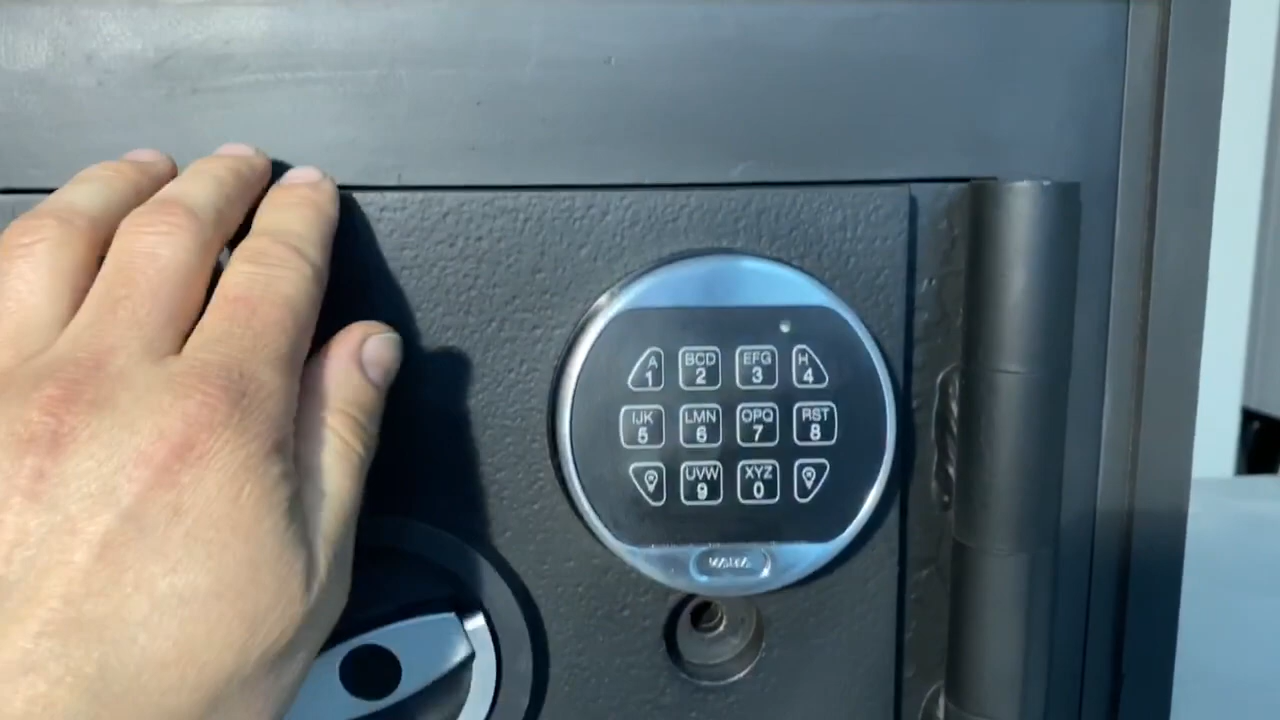 A BCD EFG H
1 2 3 4
IJK LMN OPQ RST
5 6 7 8
UVW XYZ
9 0